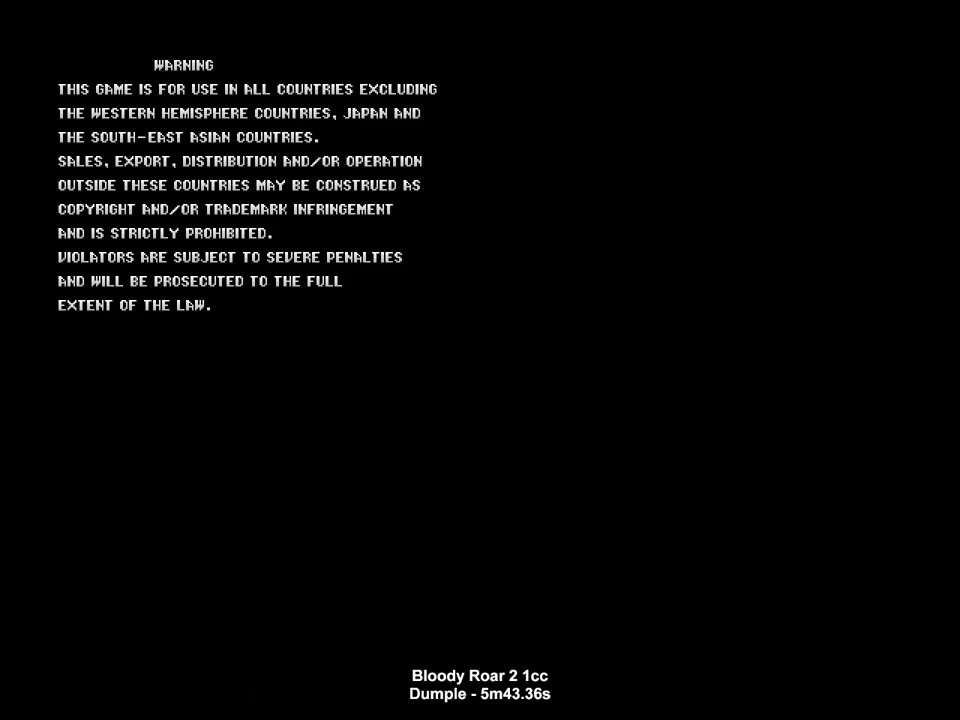 WARNING
THIS GAME IS FOR USE IN ALL COUNTRIES EXCLUDING
THE WESTERN HEMISPHERE COUNTRIES, JAPAN AND
THE SOUTH-EAST ASIAN COUNTRIES.
SALES, EXPORT, DISTRIBUTION AND/OR OPERATION
OUTSIDE THESE COUNTRIES MAY BE CONSTRUED AS
COPYRIGHT AND/OR TRADEMARK INFRINGEMENT
AND IS STRICTLY PROHIBITED.
VIOLATORS ARE SUBJECT TO SEVERE PENALTIES
AND WILL BE PROSECUTED TO THE FULL
EXTENT OF THE LAW.
Bloody Roar 2 1cc
Dumple - 5m43.36s